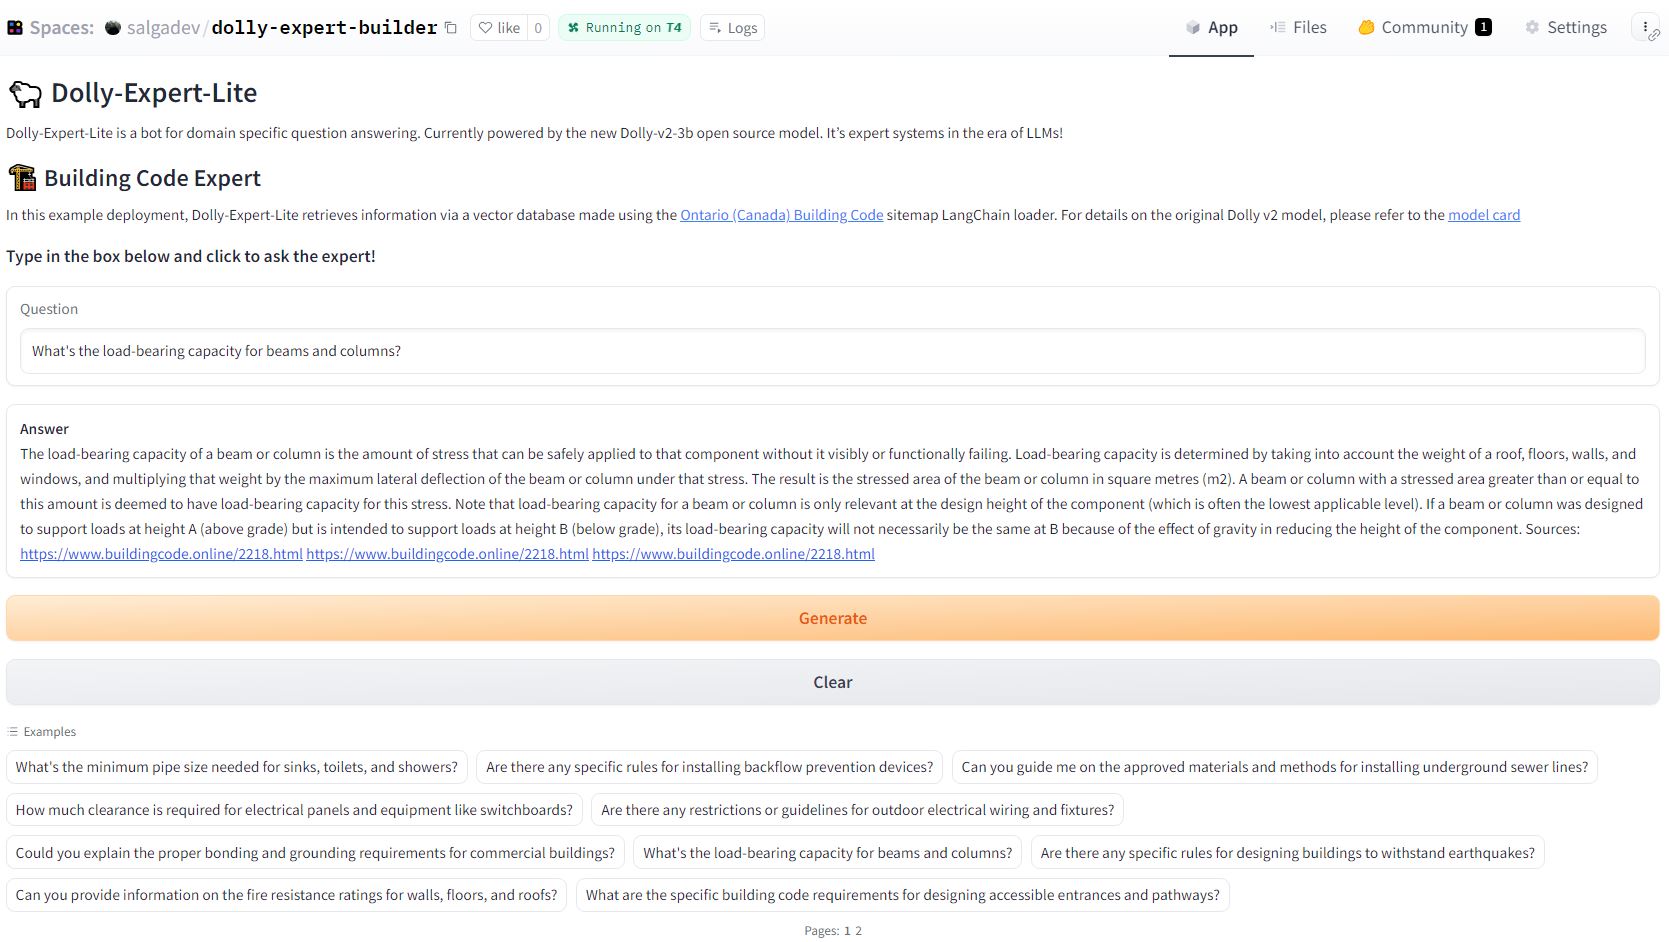 Spaces: salgadev/dolly-expert-builder like 0 Running on T4 Logs App Files Community 1 Settings
Dolly-Expert-Lite
Dolly-Expert-Lite is a bot for domain specific question answering. Currently powered by the new Dolly-v2-3b open source model. It's expert systems in the era of LLMs!
Building Code Expert
In this example deployment, Dolly-Expert-Lite retrieves information via a vector database made using the Ontario (Canada) Building Code sitemap LangChain loader. For details on the original Dolly v2 model, please refer to the model card
Type in the box below and click to ask the expert!
Question
What's the load-bearing capacity for beams and columns?
Answer
The load-bearing capacity of a beam or column is the amount of stress that can be safely applied to that component without it visibly or functionally failing. Load-bearing capacity is determined by taking into account the weight of a roof, floors, walls, and
windows, and multiplying that weight by the maximum lateral deflection of the beam or column under that stress. The result is the stressed area of the beam or column in square metres (m2). A beam or column with a stressed area greater than or equal to
this amount is deemed to have load-bearing capacity for this stress. Note that load-bearing capacity for a beam or column is only relevant at the design height of the component (which is often the lowest applicable level). If a beam or column was designed
to support loads at height A (above grade) but is intended to support loads at height B (below grade), its load-bearing capacity will not necessarily be the same at B because of the effect of gravity in reducing the height of the component. Sources:
https://www.buildingcode.online/2218.html https://www.buildingcode.online/2218.html https://www.buildingcode.online/2218.html
Generate
Clear
Examples
What's the minimum pipe size needed for sinks, toilets, and showers? Are there any specific rules for installing backflow prevention devices? Can you guide me on the approved materials and methods for installing underground sewer lines?
How much clearance is required for electrical panels and equipment like switchboards? Are there any restrictions or guidelines for outdoor electrical wiring and fixtures?
Could you explain the proper bonding and grounding requirements for commercial buildings? What's the load-bearing capacity for beams and columns? Are there any specific rules for designing buildings to withstand earthquakes?
Can you provide information on the fire resistance ratings for walls, floors, and roofs? What are the specific building code requirements for designing accessible entrances and pathways?
Pages: 1 2